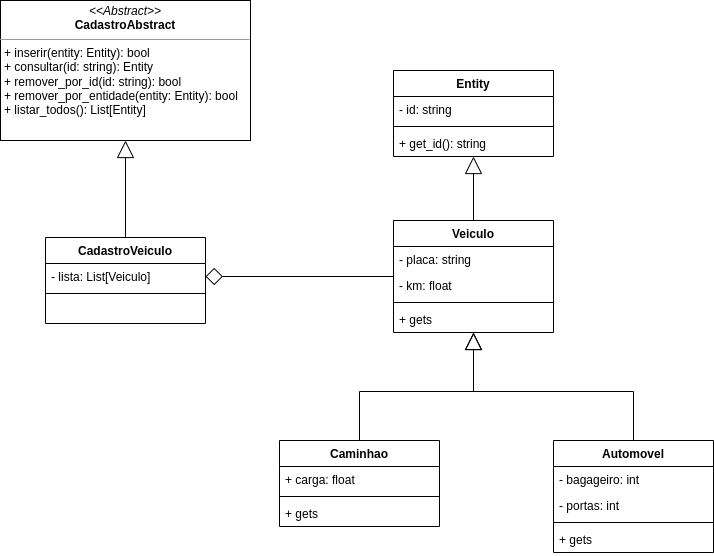 <<Abstract>>
CadastroAbstract
+ inserir(entity: Entity): bool
+ consultar(id: string): Entity
+ remover_por_id(id: string): bool
+ remover_por_entidade(entity: Entity): bool
+ listar_todos(): List[Entity]
Entity
- id: string
+ get_id(): string
CadastroVeiculo
- lista: List[Veiculo]
Veiculo
- placa: string
- km: float
+ gets
Caminhao
+ carga: float
+ gets
Automovel
- bagageiro: int
- portas: int
+ gets